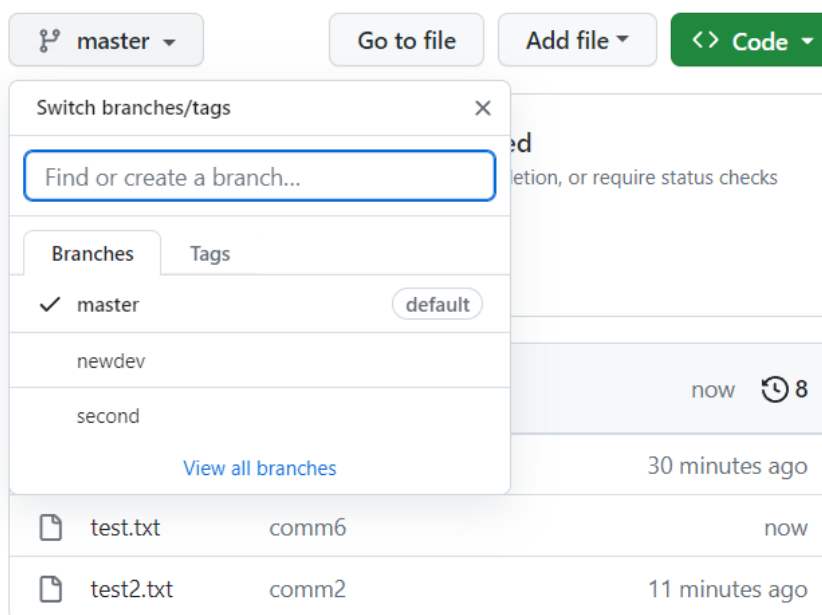 master
Go to file
Add file
<> Code
Switch branches/tags
Find or create a branch...
letion, or require status checks
Branches Tags
master default
newdev
now 8
second
View all branches
30 minutes ago
test.txt comm6 now
test2.txt comm2 11 minutes ago